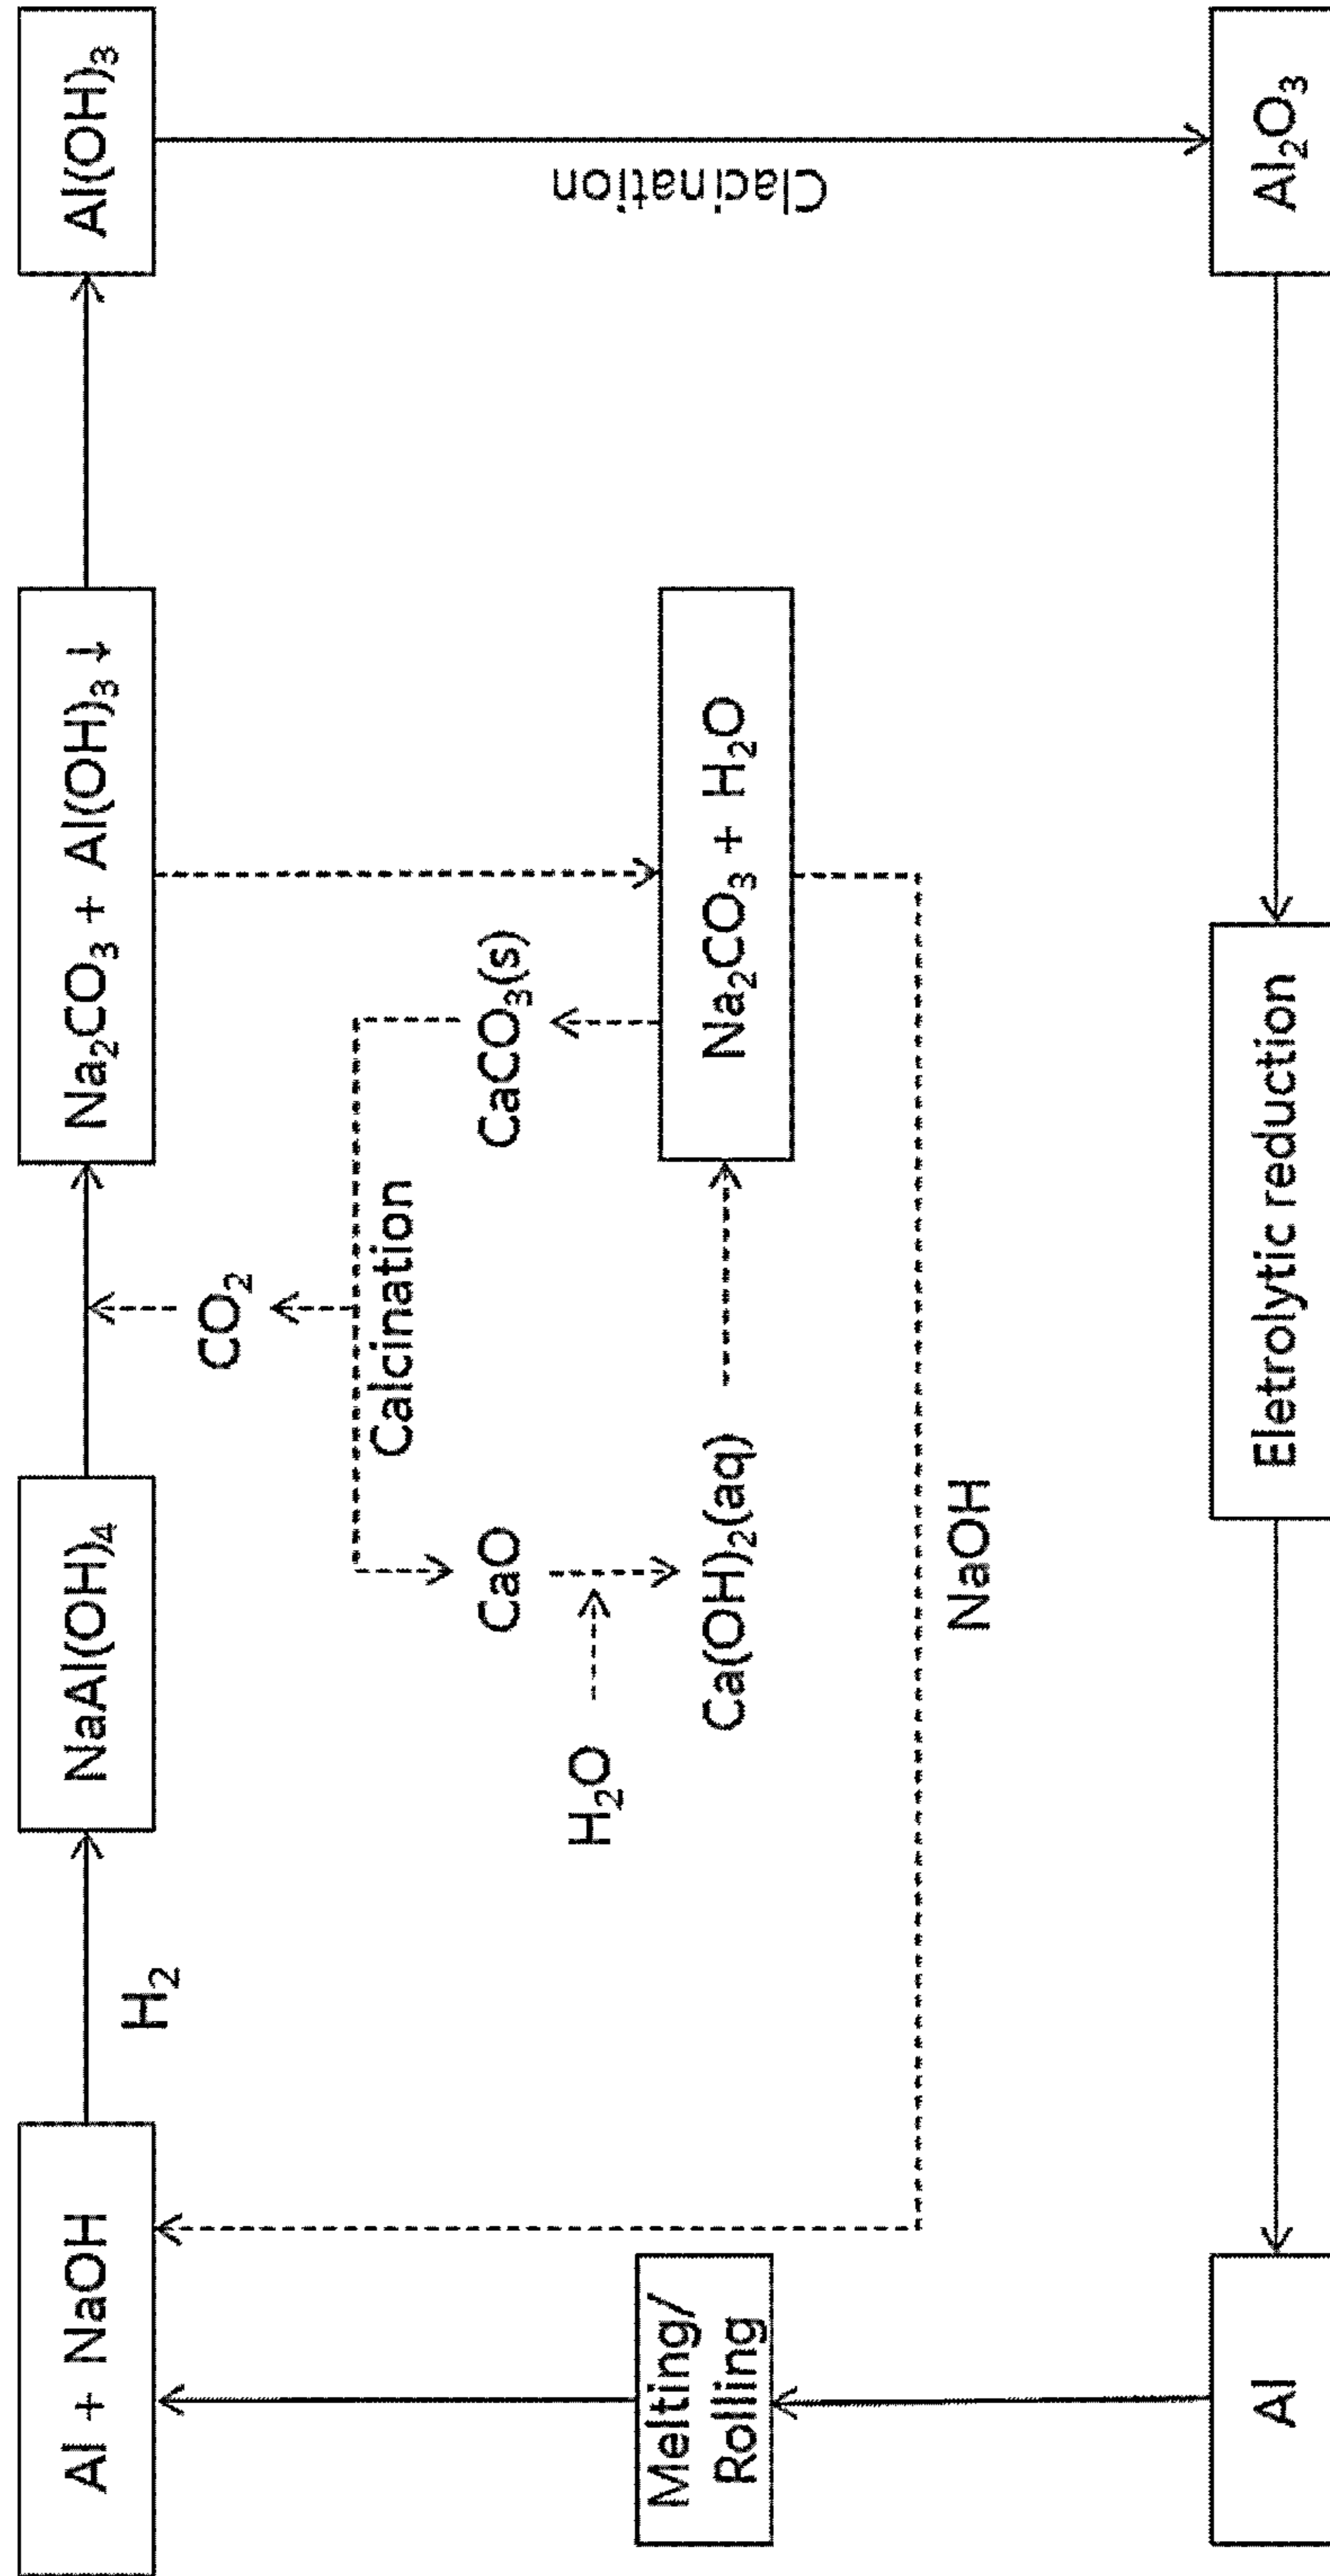 Al + NaOH
H₂
NaAl(OH)₄
CO₂
Na₂CO₃ + Al(OH)₃ ↓
Al(OH)₃
Calcination
CaO
CaCO₃(s)
H₂O
Ca(OH)₂(aq)
Na₂CO₃ + H₂O
Clacination
NaOH
Melting/
Rolling
Al
Eletrolytic reduction
Al₂O₃